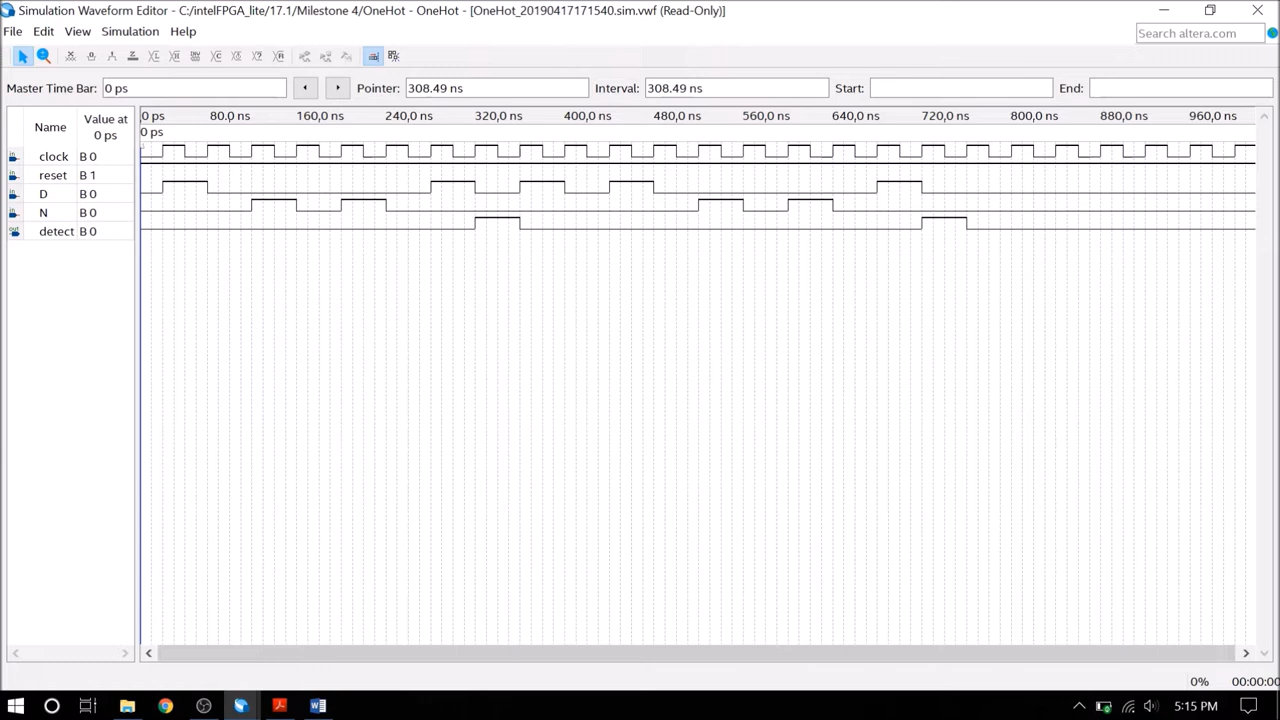 Simulation Waveform Editor - C:/intelFPGA_lite/17.1/Milestone 4/OneHot - OneHot - [OneHot_20190417171540.sim.vwf (Read-Only)]
File Edit View Simulation Help
Search altera.com
Master Time Bar: 0 ps Pointer: 308.49 ns Interval: 308.49 ns Start: End:
Name Value at 0 ps
0 ps 80,0 ns 160,0 ns 240,0 ns 320,0 ns 400,0 ns 480,0 ns 560,0 ns 640,0 ns 720,0 ns 800,0 ns 880,0 ns 960,0 ns
0 ps
clock B 0
reset B 1
D B 0
N B 0
detect B 0
0% 00:00:00
5:15 PM